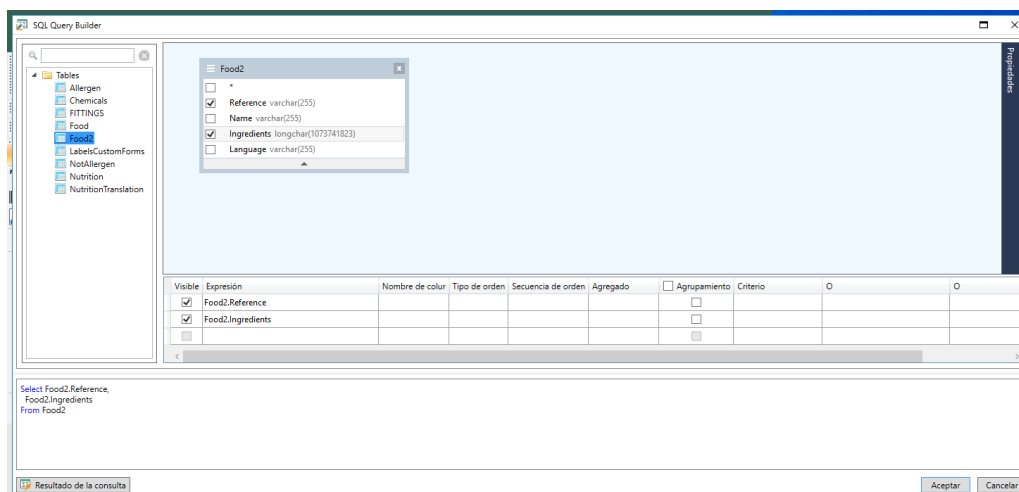 SQL Query Builder
Tables
Allergen
Chemicals
FITTINGS
Food
Food2
LabelsCustomForms
NotAllergen
Nutrition
NutritionTranslation
Food2
*
Reference varchar(255)
Name varchar(255)
Ingredients longchar(1073741823)
Language varchar(255)
Propiedades
Visible Expresión Nombre de colur Tipo de orden Secuencia de orden Agregado Agrupamiento Criterio O O
Food2.Reference
Food2.Ingredients
Select Food2.Reference,
Food2.Ingredients
From Food2
Resultado de la consulta
Aceptar Cancelar